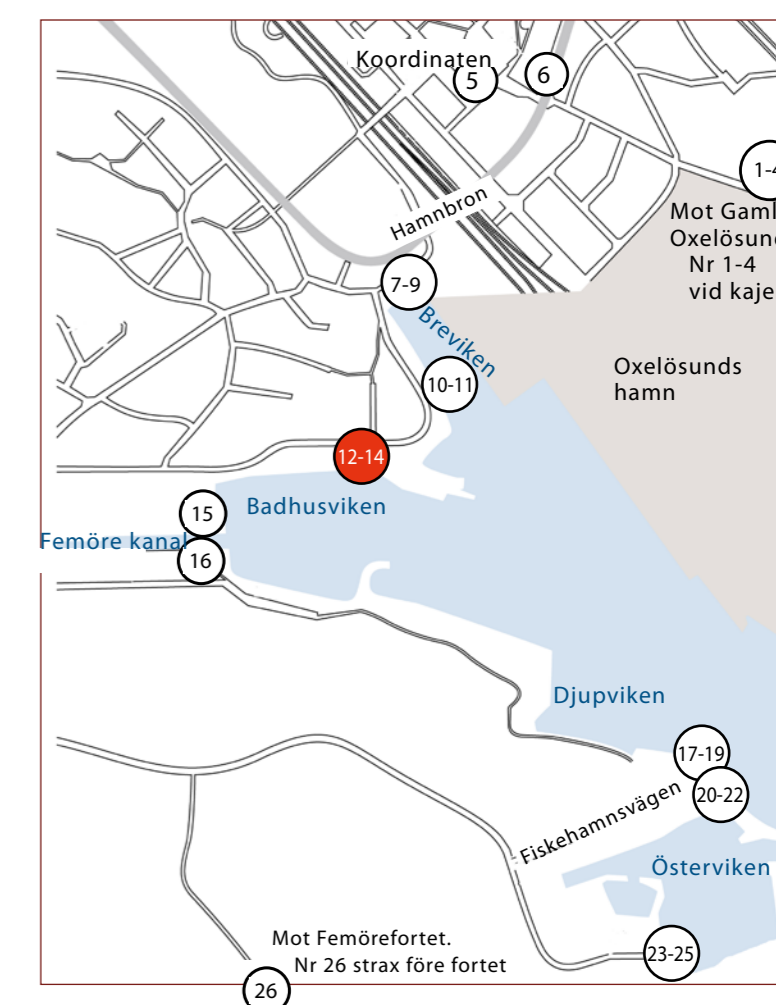 Koordinaten
5
6
1-4
Mot Gaml
Oxelösund
Nr 1-4
vid kaje
Hamnbron
7-9
Breviken
Oxelösunds
hamn
10-11
12-14
Badhusviken
15
Femöre kanal
16
Djupviken
17-19
20-22
Fiskehamnsvägen
Österviken
Mot Femörefortet.
Nr 26 strax före fortet
23-25
26